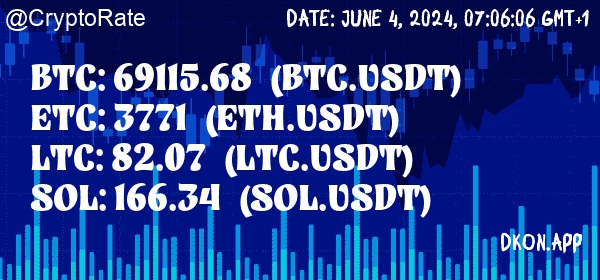 @CryptoRate
DATE: JUNE 4, 2024, 07:06:06 GMT+1
BTC: 69115.68 (BTC.USDT)
ETC: 3771 (ETH.USDT)
LTC: 82.07 (LTC.USDT)
SOL: 166.34 (SOL.USDT)
DKON.APP